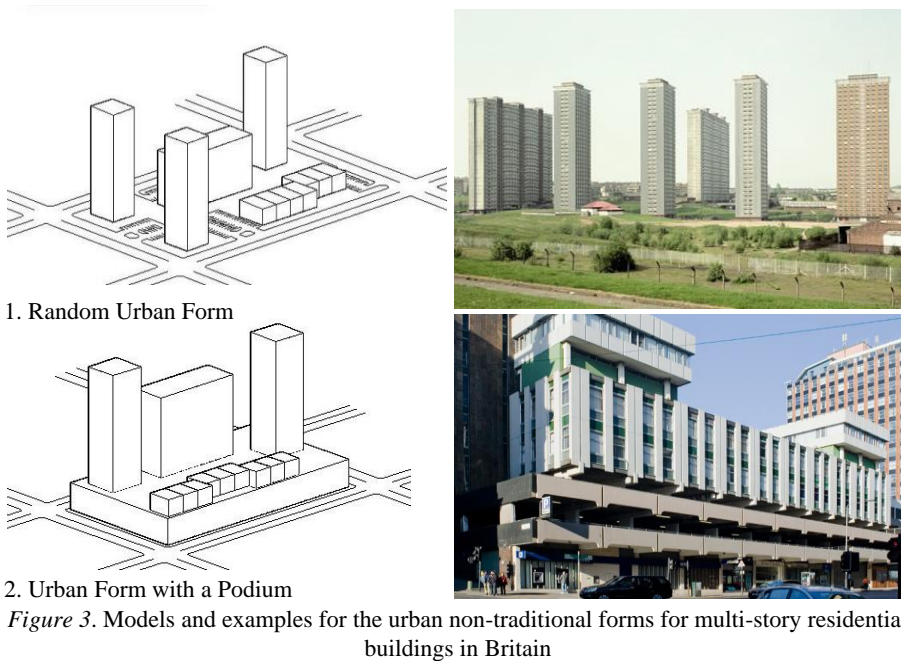 1. Random Urban Form
2. Urban Form with a Podium
Figure 3. Models and examples for the urban non-traditional forms for multi-story residentia
buildings in Britain